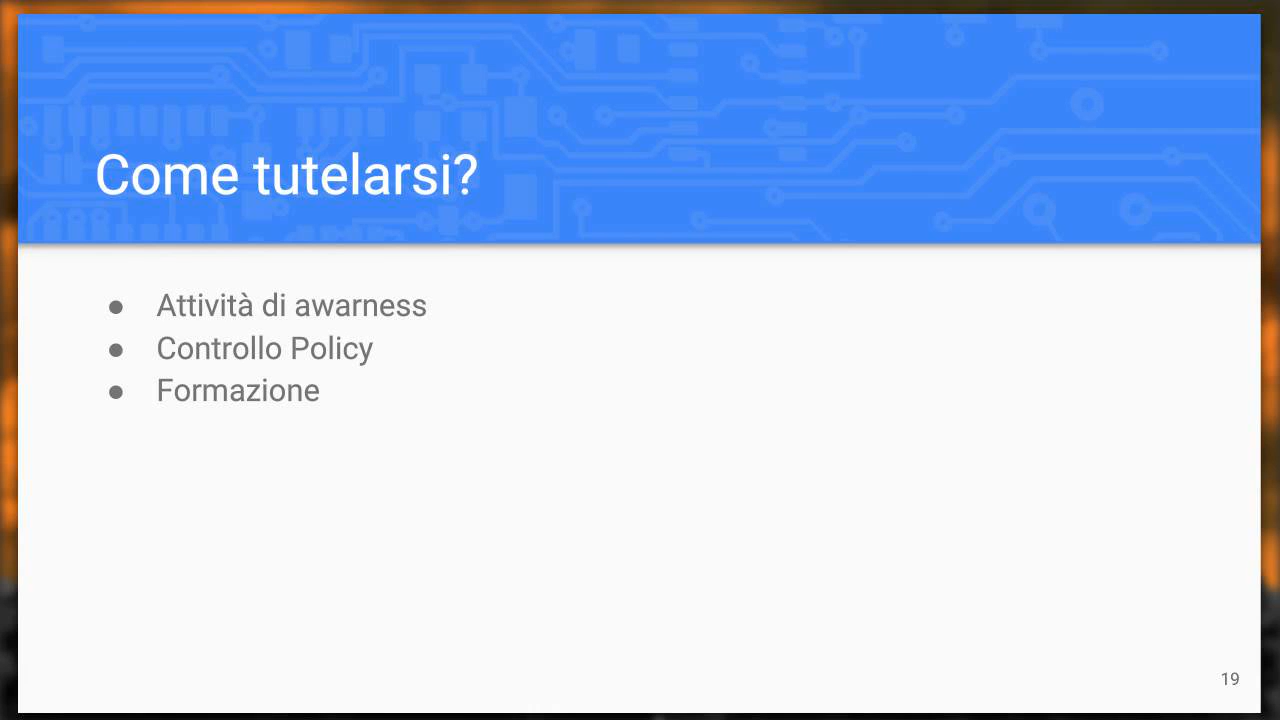 Come tutelarsi?
● Attività di awarness
● Controllo Policy
● Formazione
19